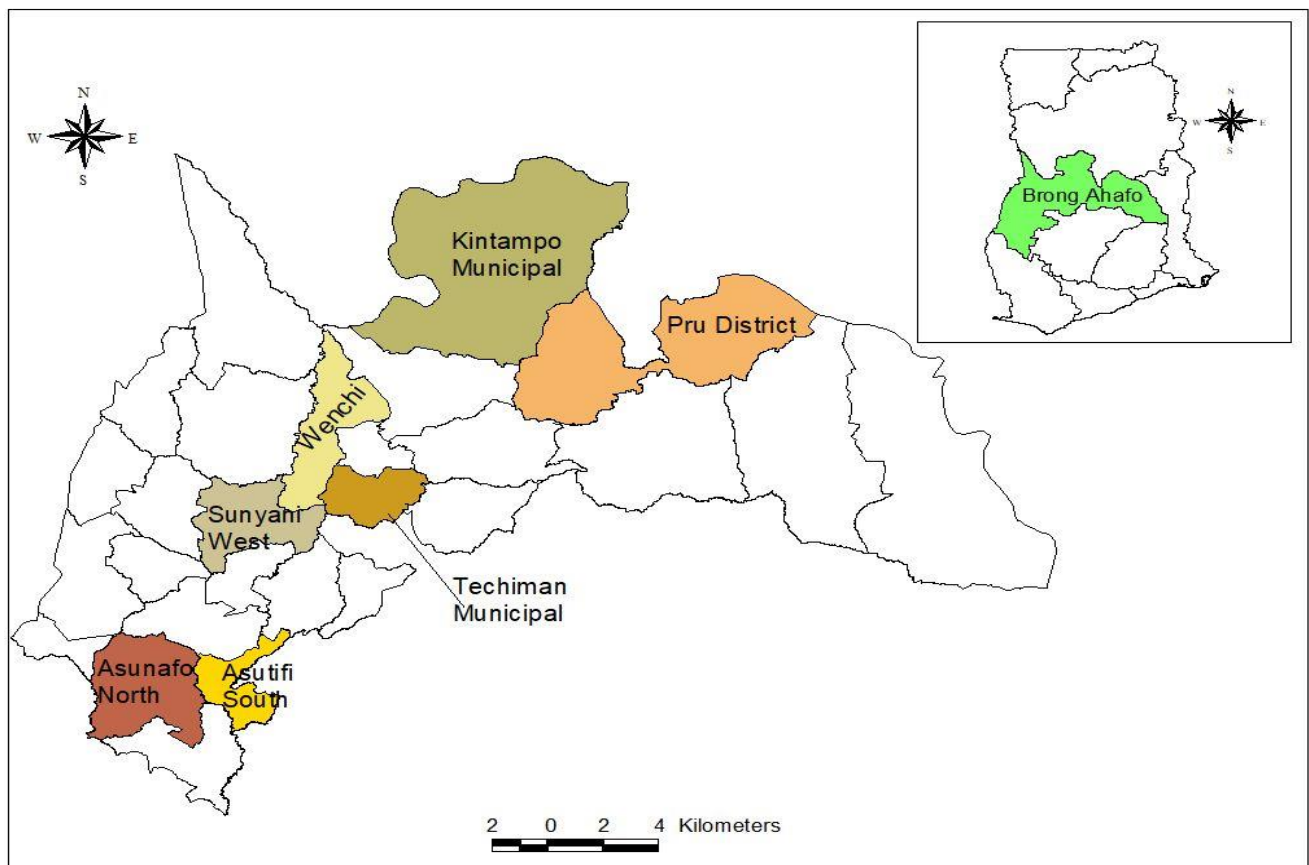 N
W E
S
Kintampo
Municipal
Pru District
Wenchi
Sunyani
West
Techiman
Municipal
Asunafo
North
Asutifi
South
2 0 2 4 Kilometers
N
W E
S
Brong Ahafo